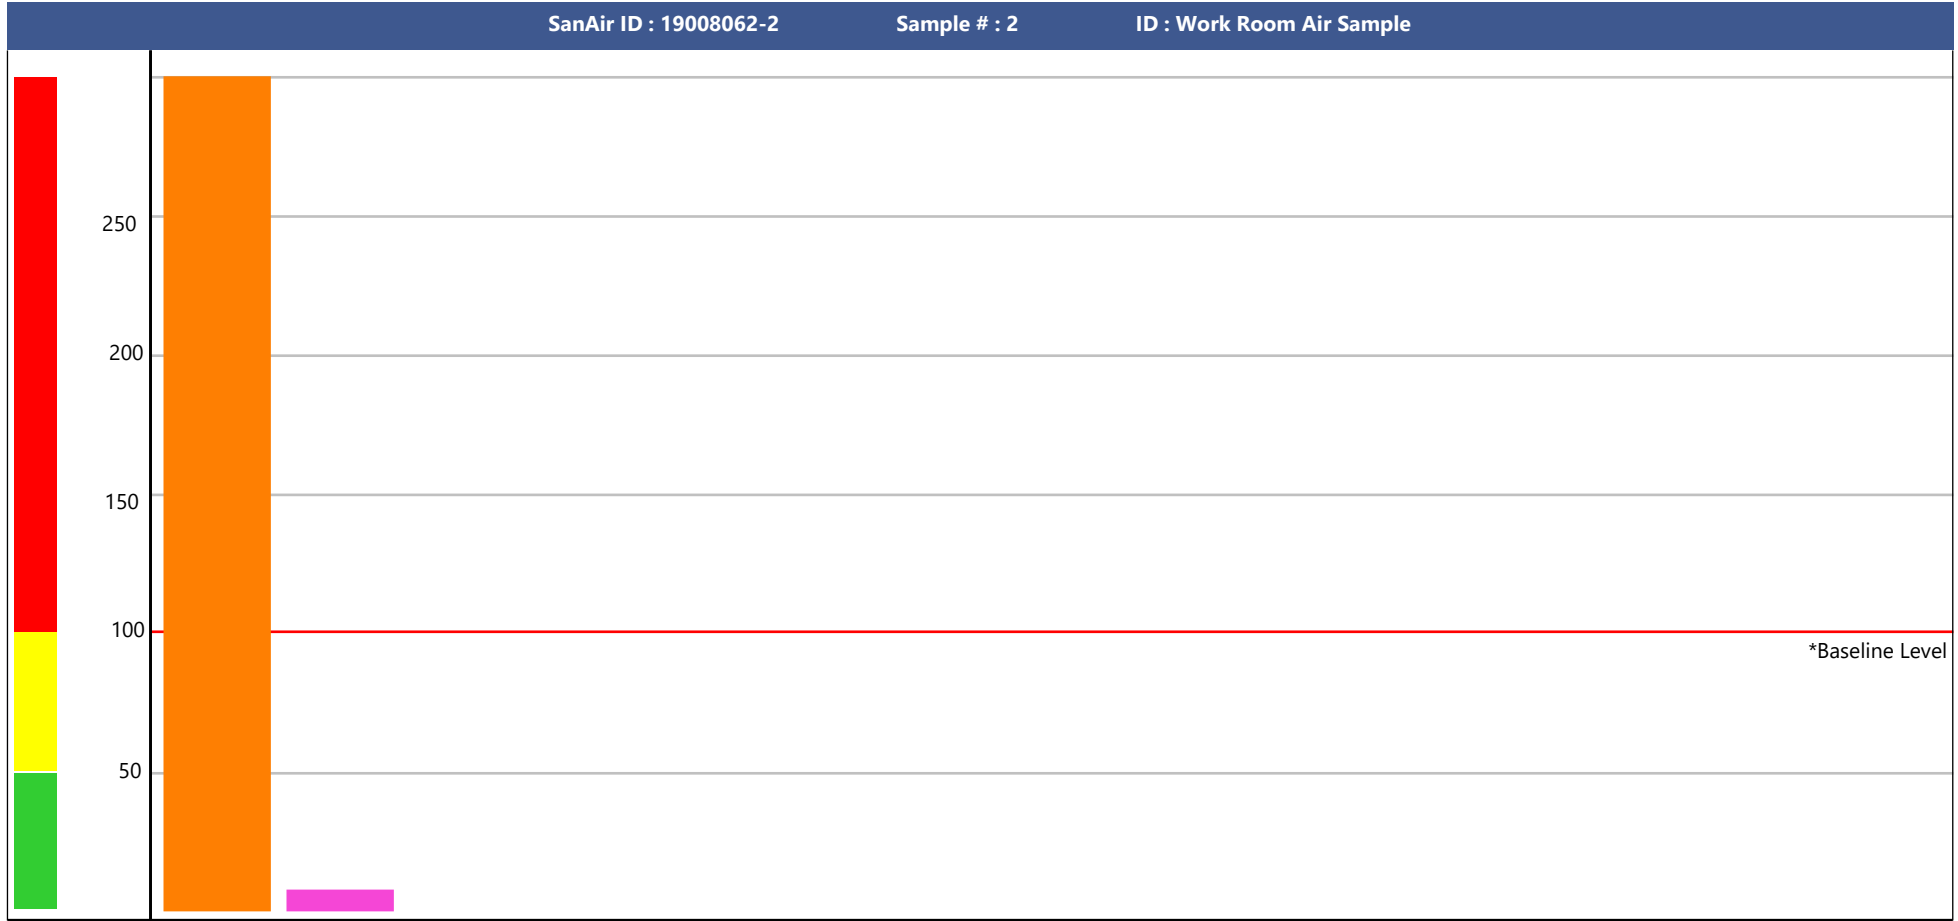 SanAir ID : 19008062-2 Sample # : 2 ID : Work Room Air Sample
250
200
150
100
*Baseline Level
50